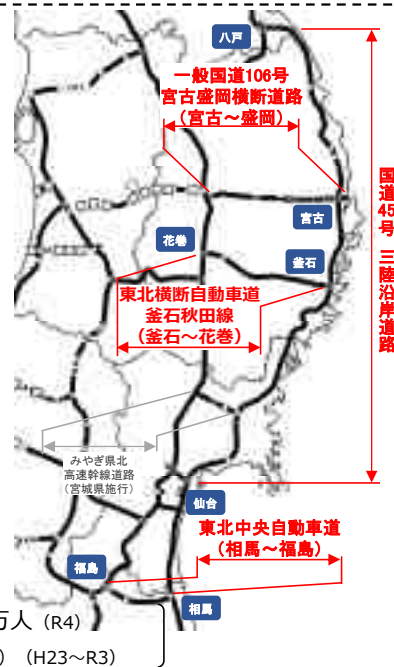 八戸
一般国道106号
宮古盛岡横断道路
(宮古～盛岡)
国道45号 三陸沿岸道路
宮古
花巻
釜石
東北横断自動車道
釜石秋田線
(釜石～花巻)
みやぎ県北
高速幹線道路
(宮城県施行)
仙台
東北中央自動車道
(相馬～福島)
福島
相馬
万人 (R4)
) (H23～R3)